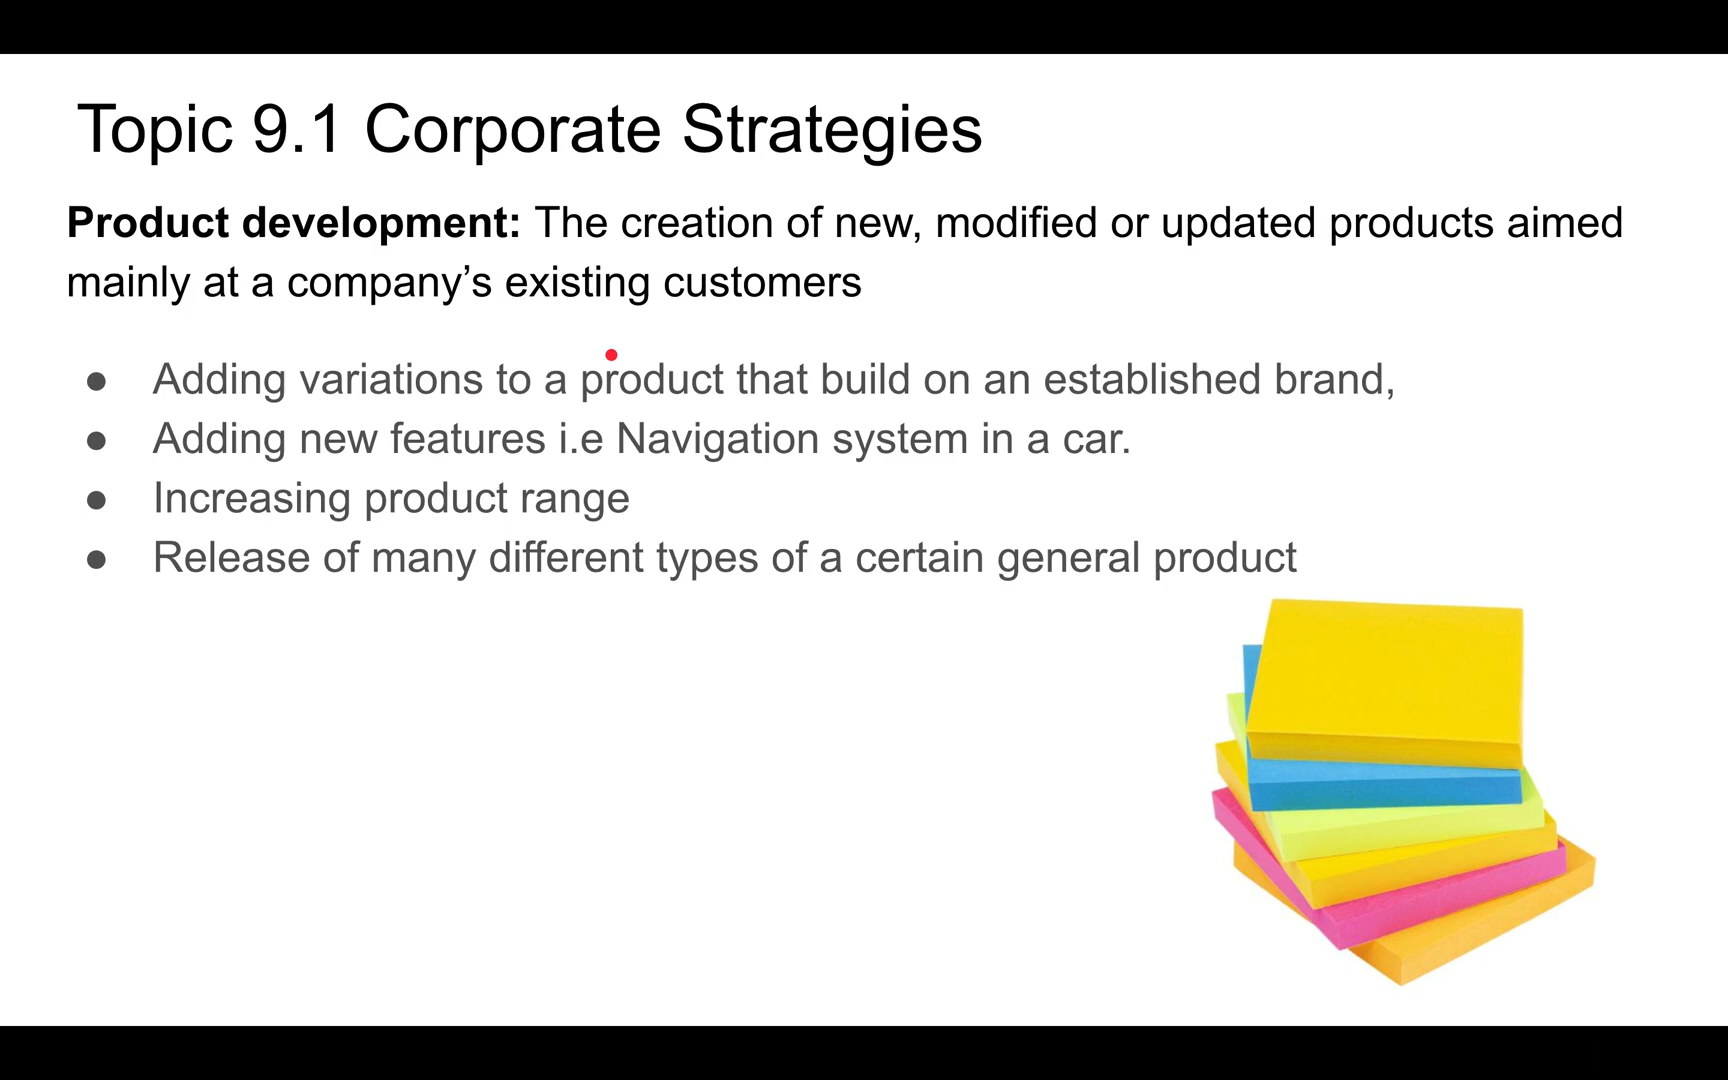 Topic 9.1 Corporate Strategies
Product development: The creation of new, modified or updated products aimed
mainly at a company’s existing customers
● Adding variations to a product that build on an established brand,
● Adding new features i.e Navigation system in a car.
● Increasing product range
● Release of many different types of a certain general product